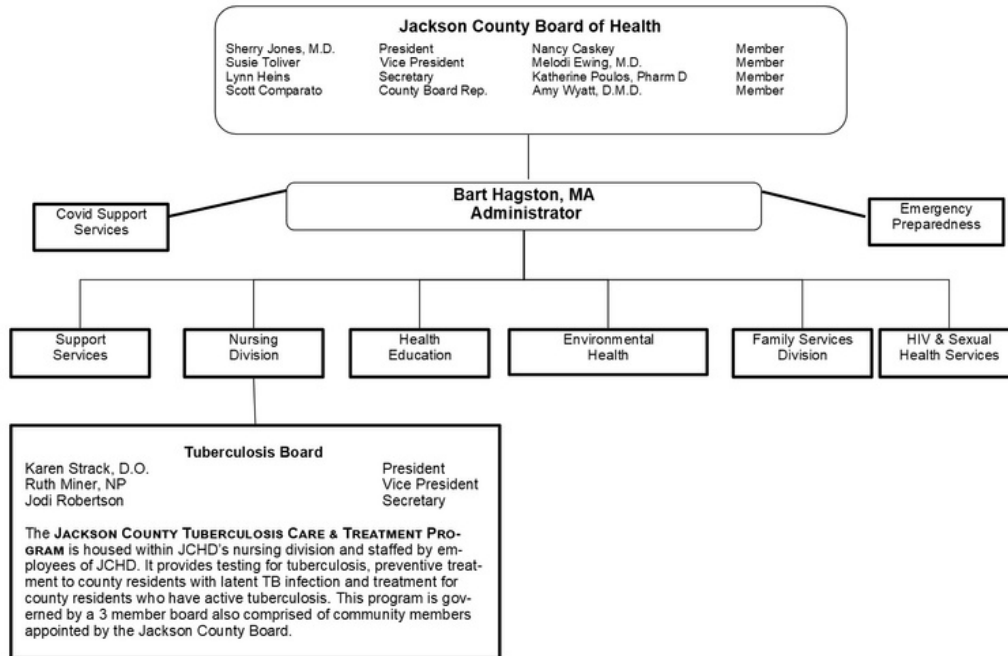 Jackson County Board of Health
Sherry Jones, M.D. President Nancy Caskey Member
Susie Toliver Vice President Melodi Ewing, M.D. Member
Lynn Heins Secretary Katherine Poulos, Pharm D Member
Scott Comparato County Board Rep. Amy Wyatt, D.M.D. Member
Bart Hagston, MA
Administrator
Covid Support
Services
Emergency
Preparedness
Support
Services
Nursing
Division
Health
Education
Environmental
Health
Family Services
Division
HIV & Sexual
Health Services
Tuberculosis Board
Karen Strack, D.O. President
Ruth Miner, NP Vice President
Jodi Robertson Secretary
The JACKSON COUNTY TUBERCULOSIS CARE & TREATMENT PRO-
GRAM is housed within JCHD's nursing division and staffed by em-
ployees of JCHD. It provides testing for tuberculosis, preventive treat-
ment to county residents with latent TB infection and treatment for
county residents who have active tuberculosis. This program is gov-
erned by a 3 member board also comprised of community members
appointed by the Jackson County Board.